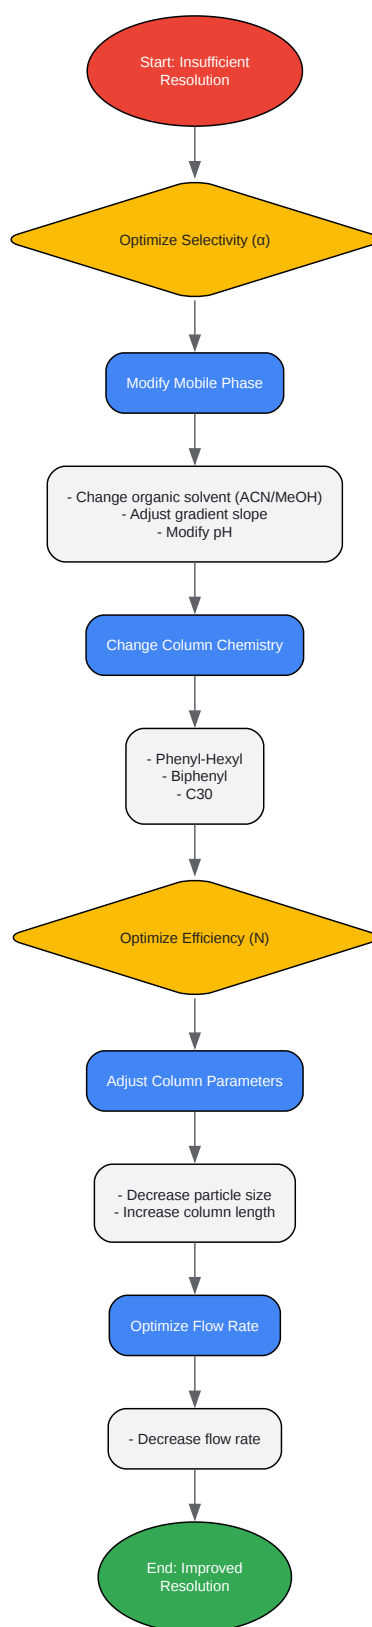 Start: Insufficient
Resolution
Optimize Selectivity (α)
Modify Mobile Phase
- Change organic solvent (ACN/MeOH)
- Adjust gradient slope
- Modify pH
Change Column Chemistry
- Phenyl-Hexyl
- Biphenyl
- C30
Optimize Efficiency (N)
Adjust Column Parameters
- Decrease particle size
- Increase column length
Optimize Flow Rate
- Decrease flow rate
End: Improved
Resolution